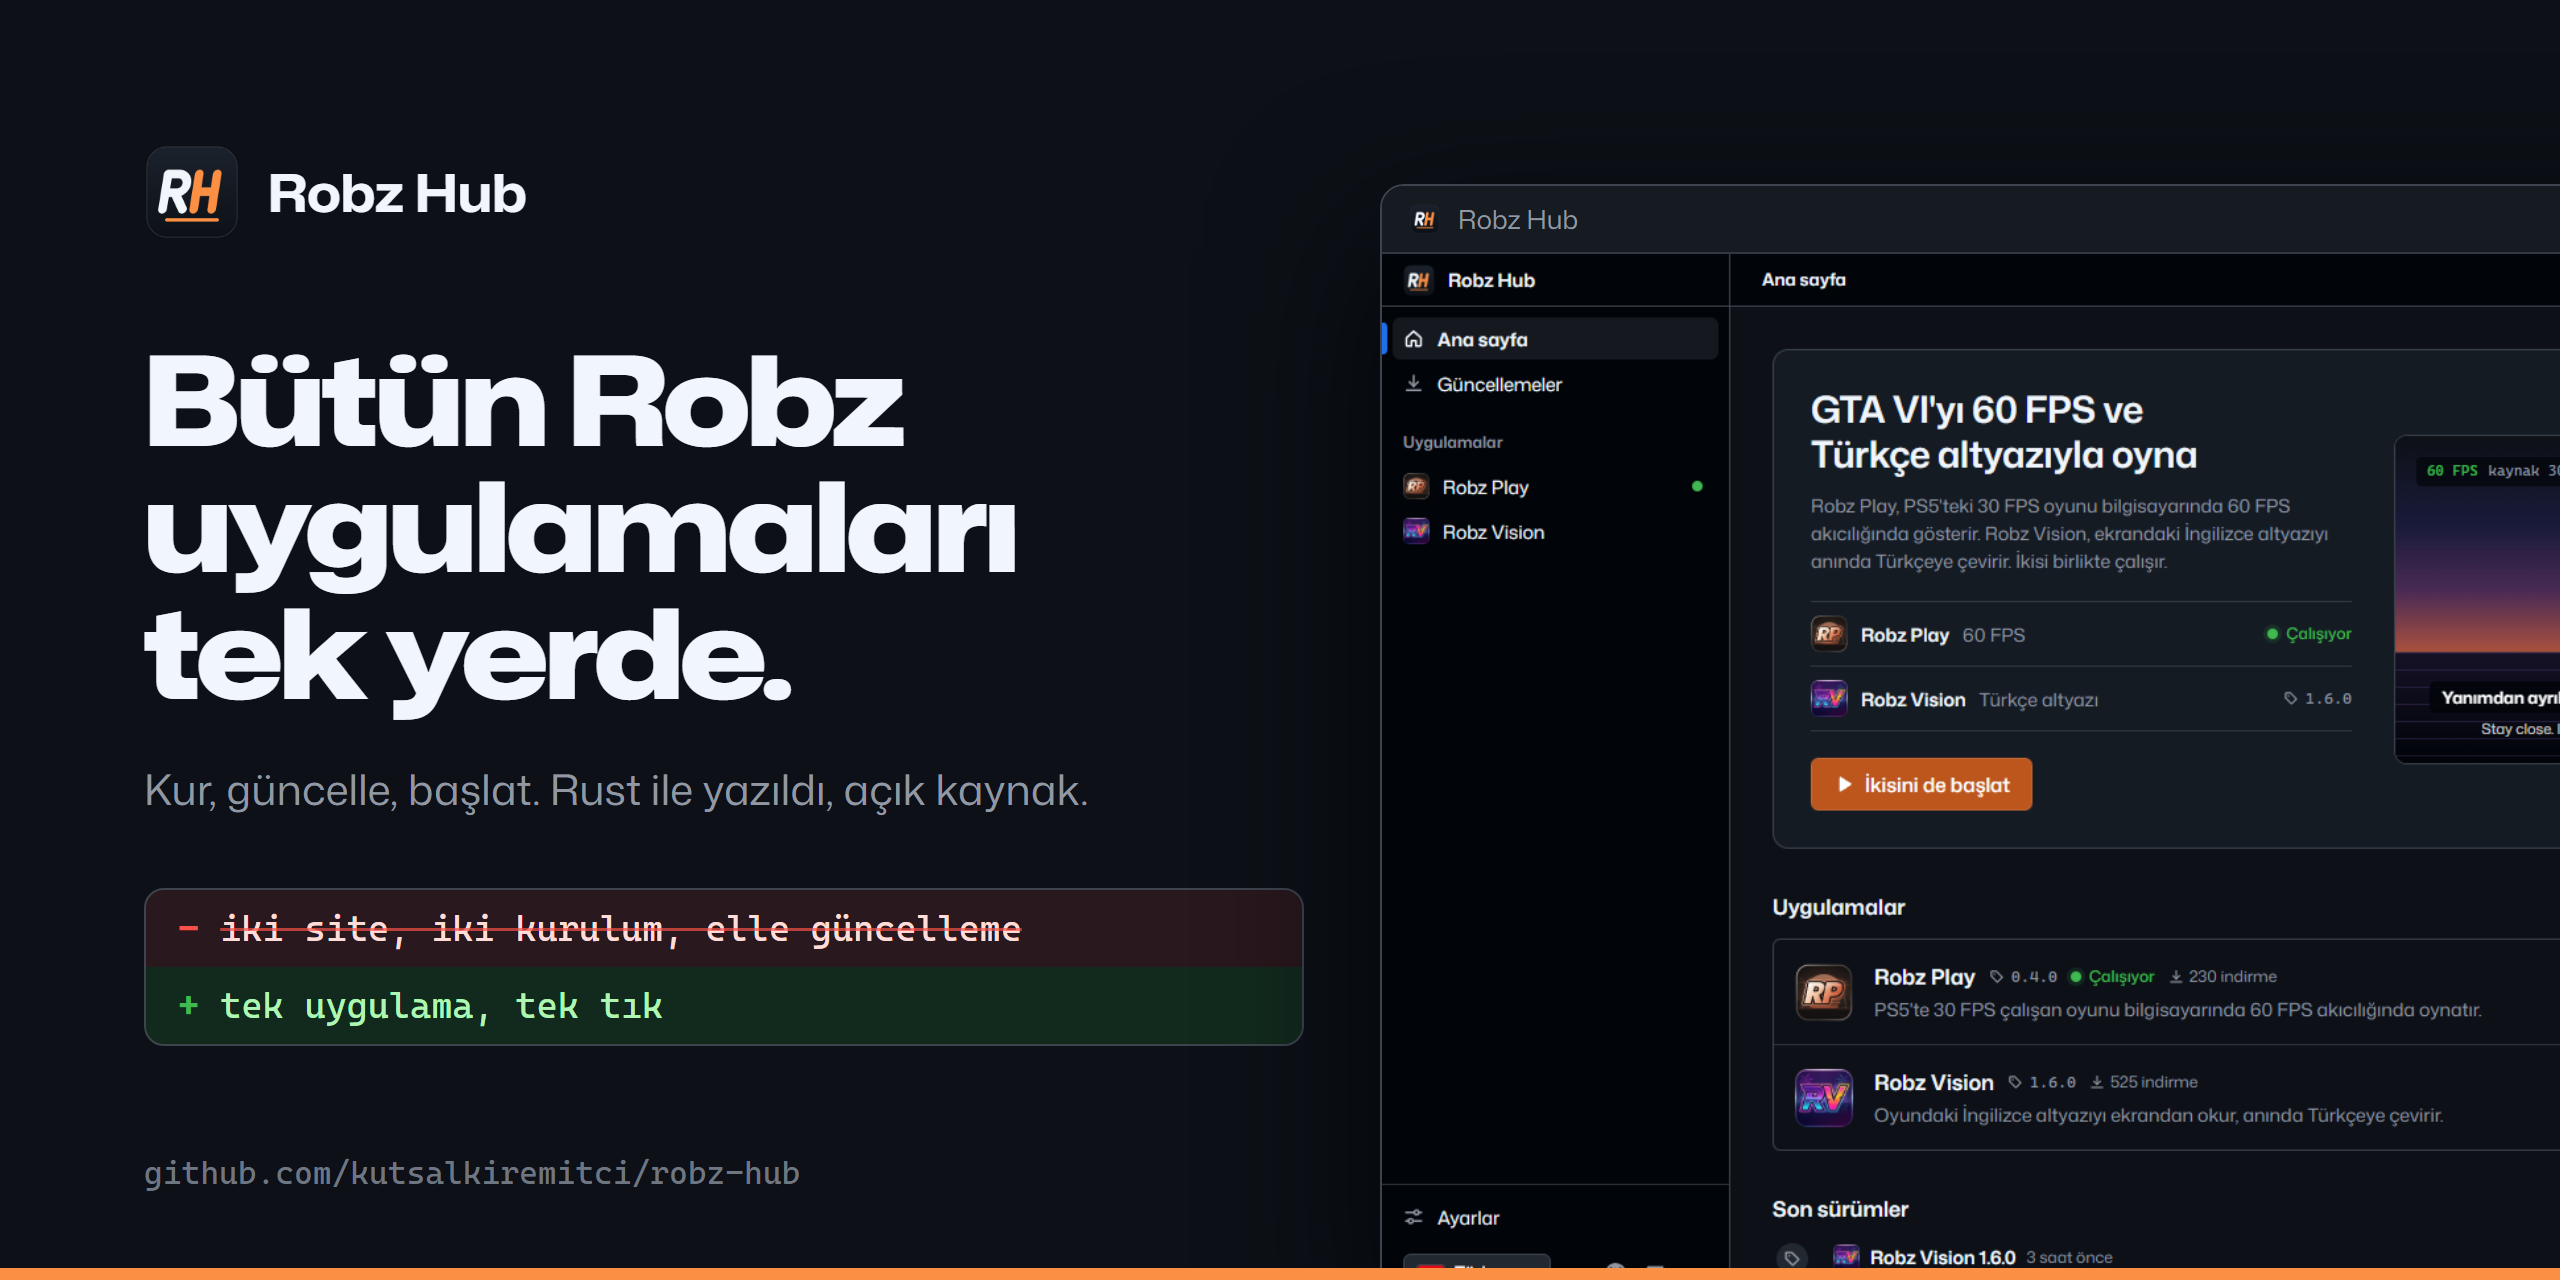 RH Robz Hub
Bütün Robz
uygulamaları
tek yerde.
Kur, güncelle, başlat. Rust ile yazıldı, açık kaynak.
− iki site, iki kurulum, elle güncelleme
+ tek uygulama, tek tık
github.com/kutsalkiremitci/robz-hub
RH Robz Hub
RH Robz Hub
Ana sayfa
Güncellemeler
Uygulamalar
RP Robz Play
RV Robz Vision
Ayarlar
Ana sayfa
GTA VI'yı 60 FPS ve
Türkçe altyazıyla oyna
Robz Play, PS5'teki 30 FPS oyunu bilgisayarında 60 FPS
akıcılığında gösterir. Robz Vision, ekrandaki İngilizce altyazıyı
anında Türkçeye çevirir. İkisi birlikte çalışır.
RP Robz Play 60 FPS Çalışıyor
RV Robz Vision Türkçe altyazı 1.6.0
İkisini de başlat
60 FPS kaynak 30
Yanımdan
Stay close.
Uygulamalar
RP Robz Play 0.4.0 Çalışıyor 230 indirme
PS5'te 30 FPS çalışan oyunu bilgisayarında 60 FPS akıcılığında oynatır.
RV Robz Vision 1.6.0 525 indirme
Oyundaki İngilizce altyazıyı ekrandan okur, anında Türkçeye çevirir.
Son sürümler
RV Robz Vision 1.6.0 3 saat önce